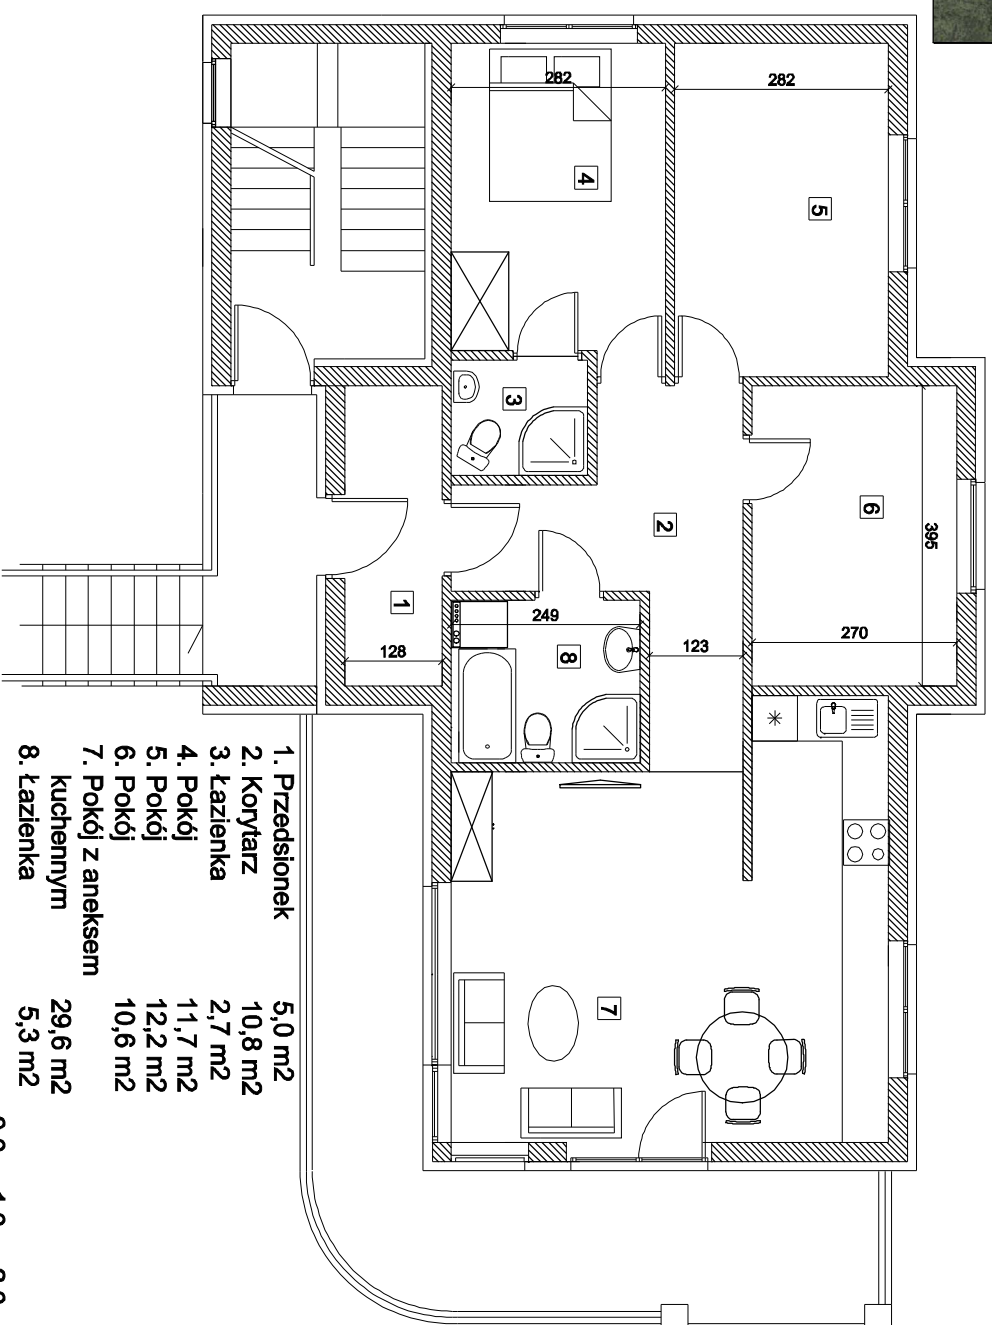 282
282
4
5
3
2
6
395
1
249
8
128
123
270
7
1. Przedsionek 5,0 m2
2. Korytarz 10,8 m2
3. Łazienka 2,7 m2
4. Pokój 11,7 m2
5. Pokój 12,2 m2
6. Pokój 10,6 m2
7. Pokój z aneksem
kuchennym 29,6 m2
8. Łazienka 5,3 m2